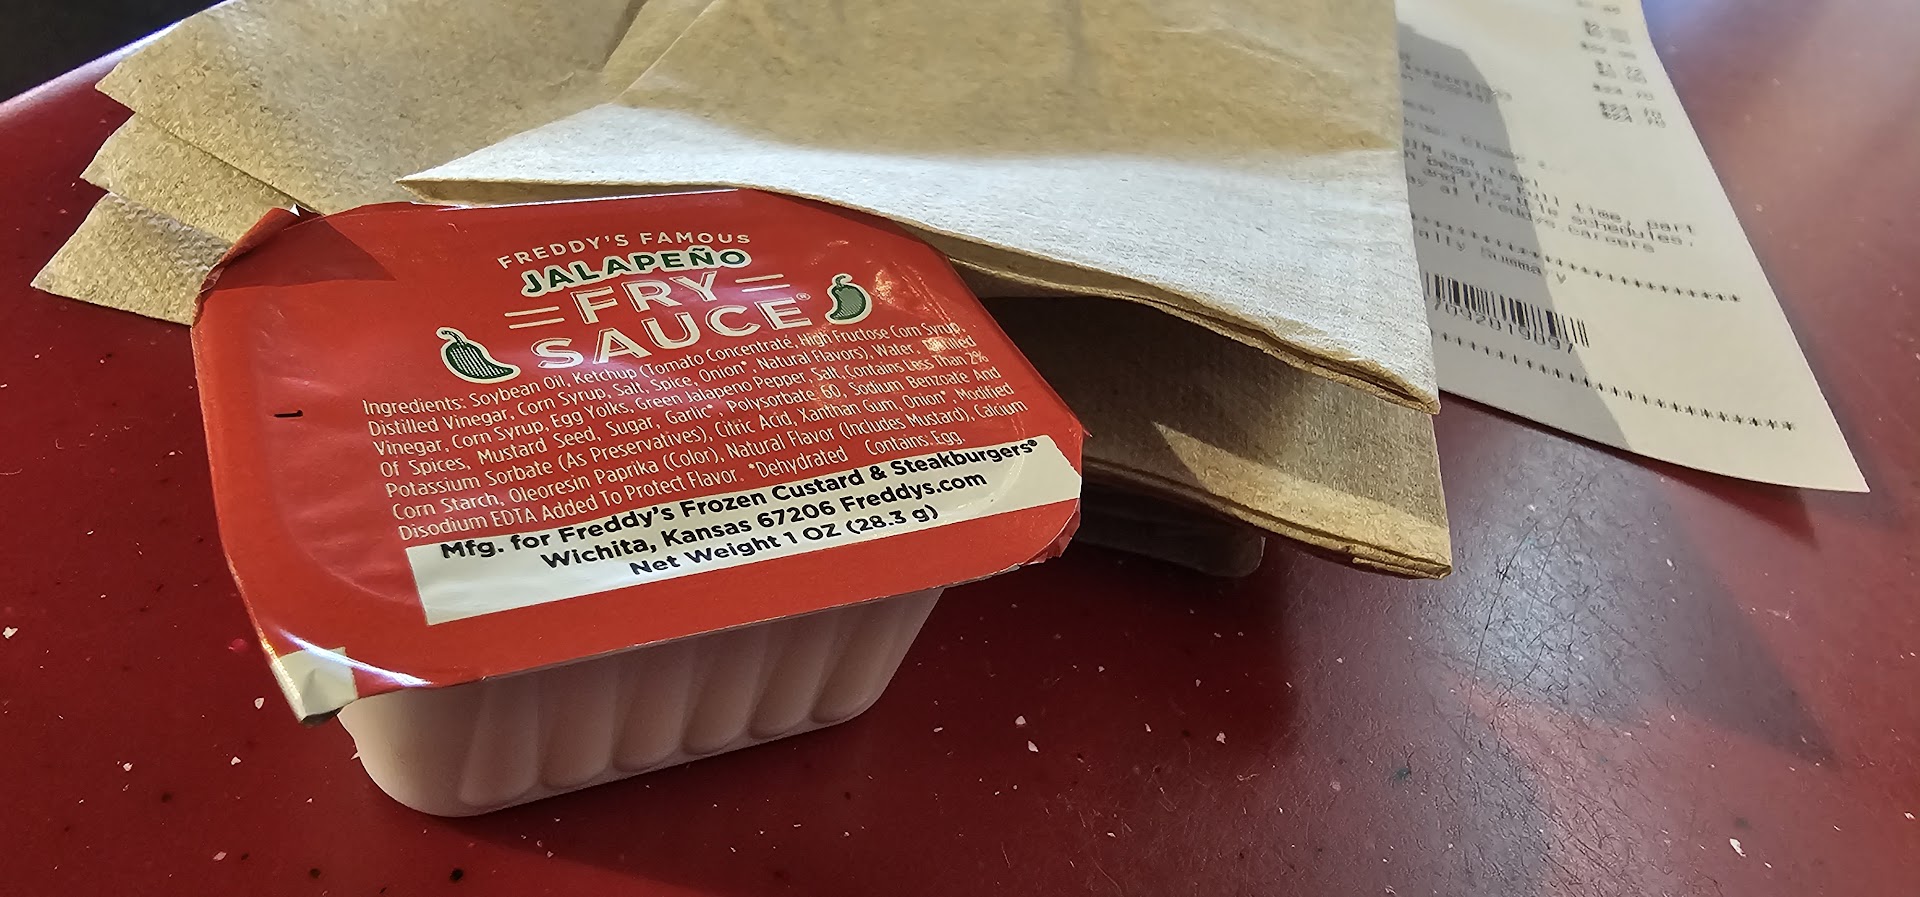 FREDDY'S FAMOUS
JALAPEÑO
FRY
SAUCE®
Ingredients: Soybean Oil, Ketchup (Tomato Concentrate, High Fructose Corn Syrup,
Distilled Vinegar, Corn Syrup, Salt, Spice, Onion*, Natural Flavors), Water, Distilled
Vinegar, Corn Syrup, Egg Yolks, Green Jalapeno Pepper, Salt. Contains Less Than 2%
Of Spices, Mustard Seed, Sugar, Garlic*, Polysorbate 60, Sodium Benzoate And
Potassium Sorbate (As Preservatives), Citric Acid, Xanthan Gum, Onion*, Modified
Corn Starch, Oleoresin Paprika (Color), Natural Flavor (Includes Mustard), Calcium
Disodium EDTA Added To Protect Flavor. *Dehydrated Contains: Egg.
Mfg. for Freddy's Frozen Custard & Steakburgers®
Wichita, Kansas 67206 Freddys.com
Net Weight 1 OZ (28.3 g)
time, part
schedules.
careers